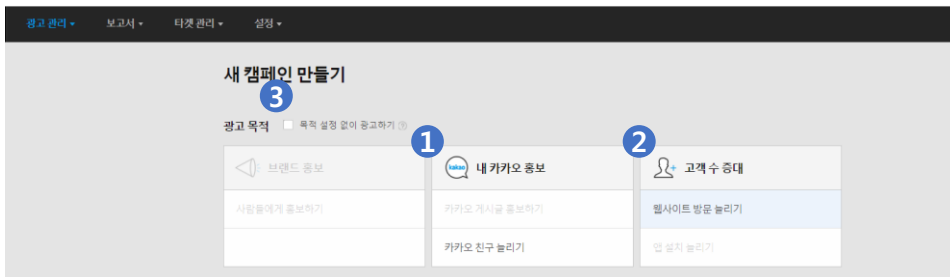 광고 관리 보고서 타겟 관리 설정
새 캠페인 만들기
3
광고 목적 목적 설정 없이 광고하기 ?
1 2
브랜드 홍보 kakao 내 카카오 홍보 고객 수 증대
사람들에게 홍보하기 카카오 게시글 홍보하기 웹사이트 방문 늘리기
카카오 친구 늘리기 앱 설치 늘리기